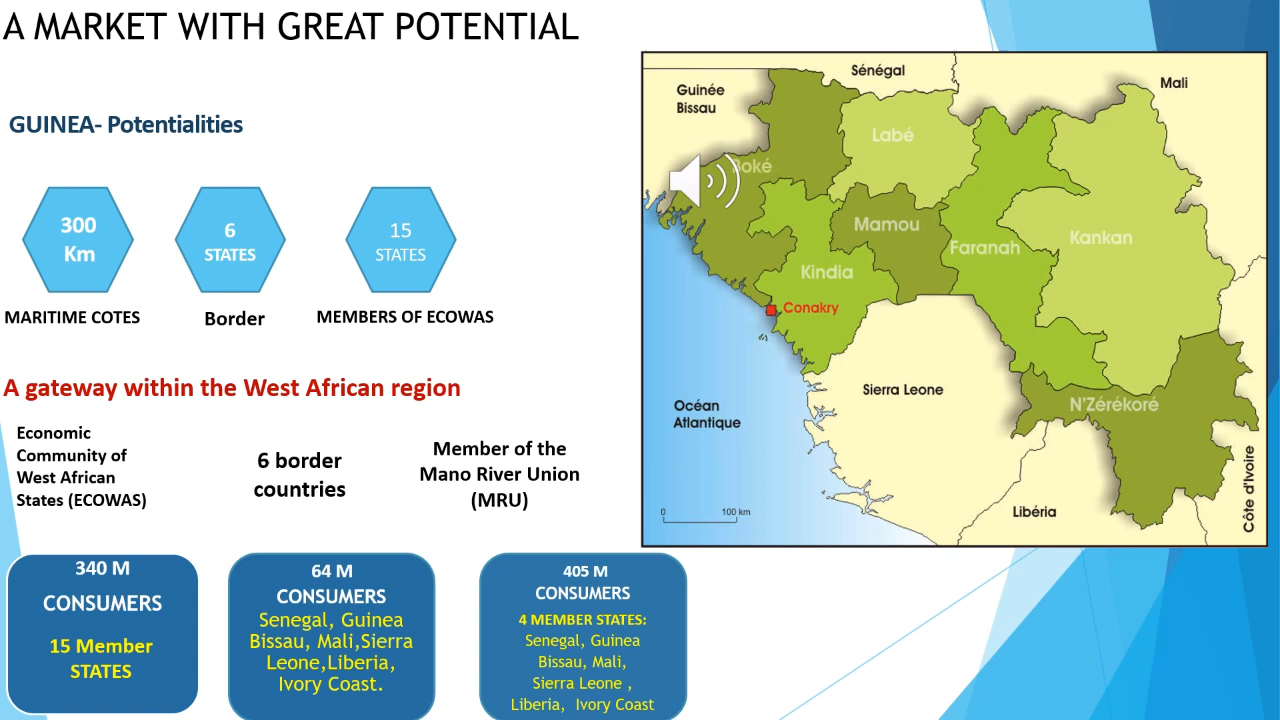 A MARKET WITH GREAT POTENTIAL
GUINEA- Potentialities
300
Km
6
STATES
15
STATES
MARITIME COTES
Border
MEMBERS OF ECOWAS
A gateway within the West African region
Economic
Community of
West African
States (ECOWAS)
6 border
countries
Member of the
Mano River Union
(MRU)
340 M
CONSUMERS
15 Member
STATES
64 M
CONSUMERS
Senegal, Guinea
Bissau, Mali,Sierra
Leone,Liberia,
Ivory Coast.
405 M
CONSUMERS
4 MEMBER STATES:
Senegal, Guinea
Bissau, Mali,
Sierra Leone ,
Liberia, Ivory Coast
Sénégal
Mali
Guinée
Bissau
Labé
Boké
Mamou
Kankan
Faranah
Kindia
Conakry
Sierra Leone
N'Zérékoré
Océan
Atlantique
Côte d'Ivoire
Libéria
0 100 km